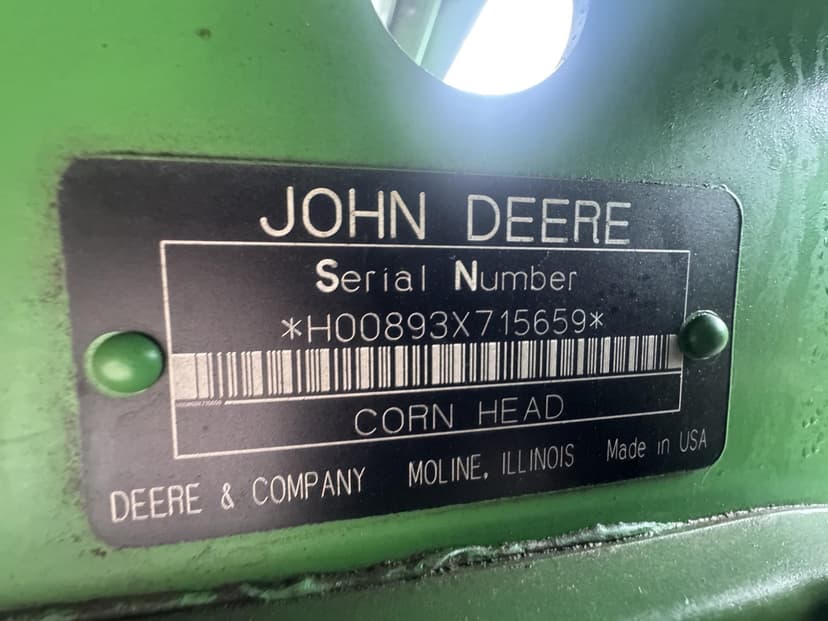 JOHN DEERE
Serial Number
*H00893X715659*
CORN HEAD
DEERE & COMPANY MOLINE, ILLINOIS Made in USA